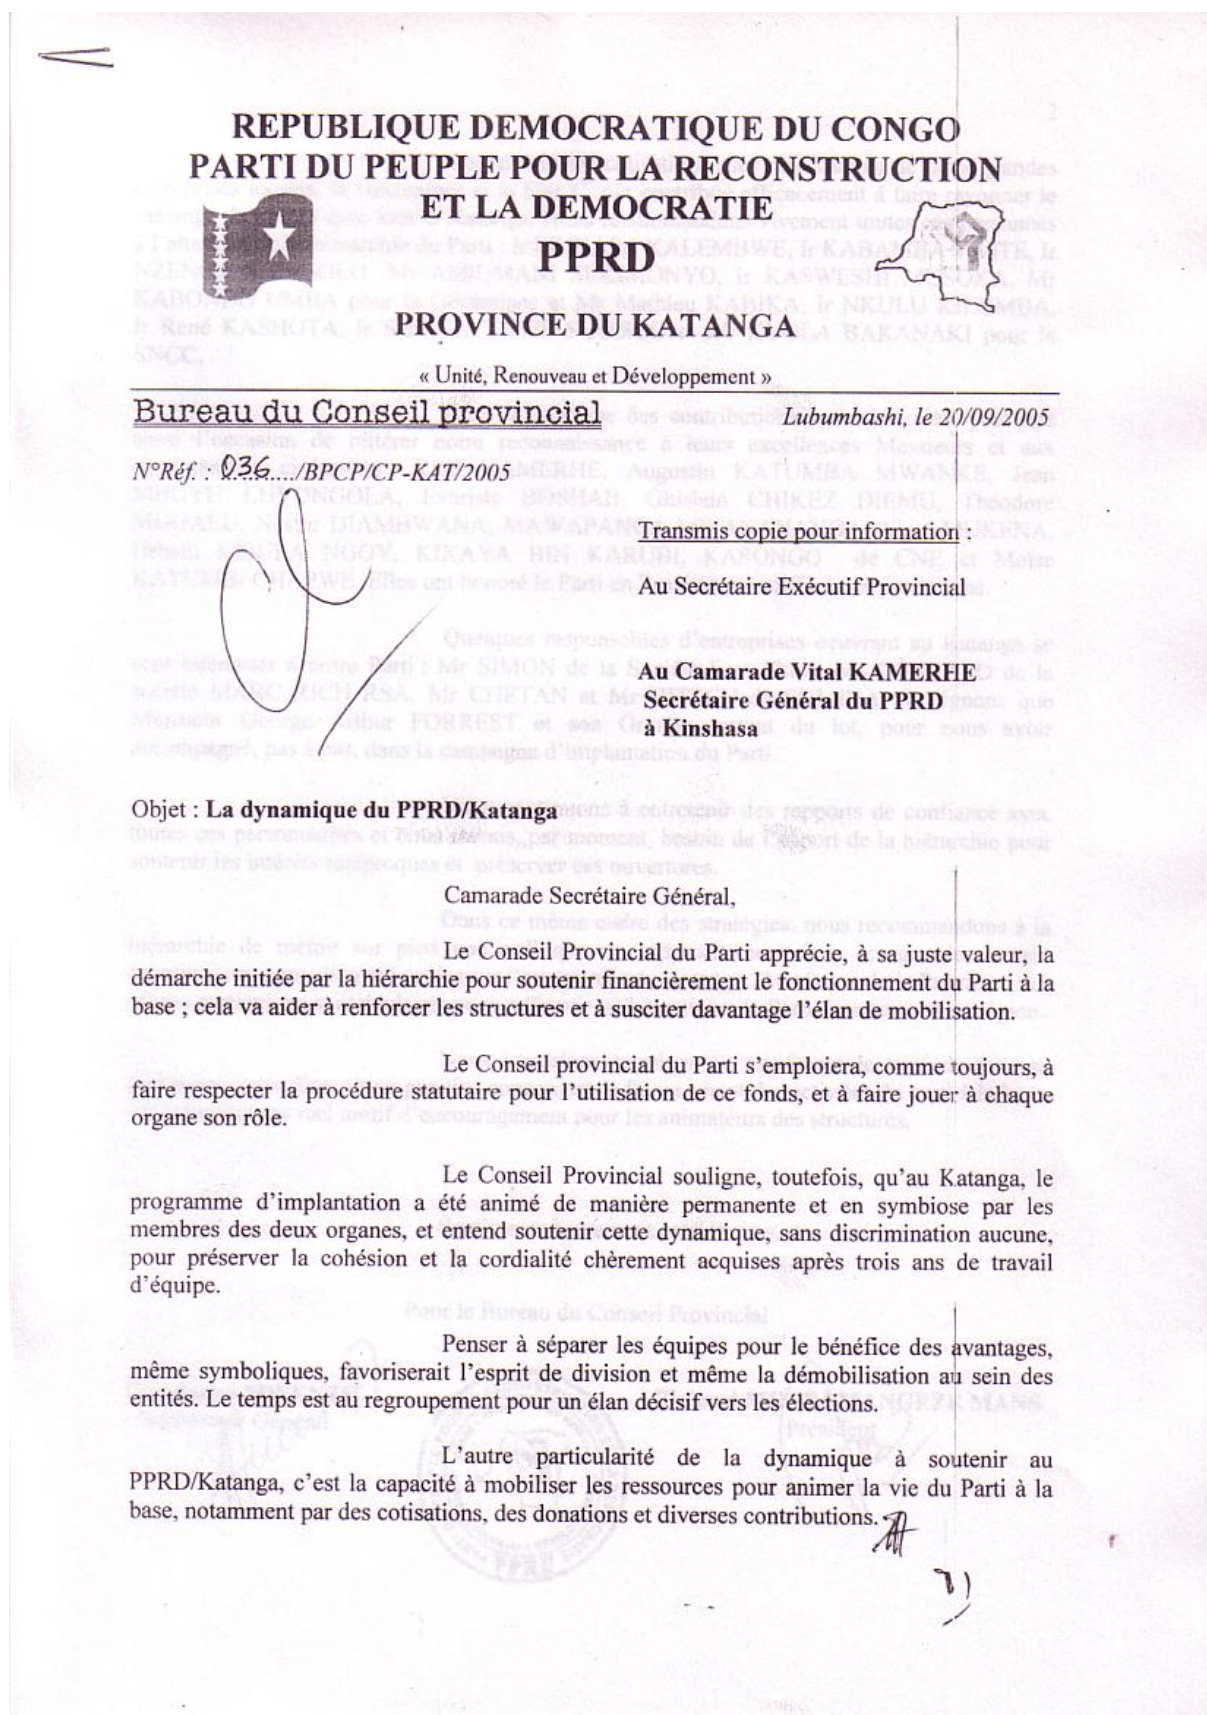 REPUBLIQUE DEMOCRATIQUE DU CONGO
PARTI DU PEUPLE POUR LA RECONSTRUCTION
ET LA DEMOCRATIE
PPRD
PROVINCE DU KATANGA
« Unité, Renouveau et Développement »
Bureau du Conseil provincial
Lubumbashi, le 20/09/2005
N°Réf. : 036..../BPCP/CP-KAT/2005
Transmis copie pour information :
Au Secrétaire Exécutif Provincial
Au Camarade Vital KAMERHE
Secrétaire Général du PPRD
à Kinshasa
Objet : La dynamique du PPRD/Katanga
Camarade Secrétaire Général,
Le Conseil Provincial du Parti apprécie, à sa juste valeur, la
démarche initiée par la hiérarchie pour soutenir financièrement le fonctionnement du Parti à la
base ; cela va aider à renforcer les structures et à susciter davantage l'élan de mobilisation.
Le Conseil provincial du Parti s'emploiera, comme toujours, à
faire respecter la procédure statutaire pour l'utilisation de ce fonds, et à faire jouer à chaque
organe son rôle.
Le Conseil Provincial souligne, toutefois, qu'au Katanga, le
programme d'implantation a été animé de manière permanente et en symbiose par les
membres des deux organes, et entend soutenir cette dynamique, sans discrimination aucune,
pour préserver la cohésion et la cordialité chèrement acquises après trois ans de travail
d'équipe.
Penser à séparer les équipes pour le bénéfice des avantages,
même symboliques, favoriserait l'esprit de division et même la démobilisation au sein des
entités. Le temps est au regroupement pour un élan décisif vers les élections.
L'autre particularité de la dynamique à soutenir au
PPRD/Katanga, c'est la capacité à mobiliser les ressources pour animer la vie du Parti à la
base, notamment par des cotisations, des donations et diverses contributions.